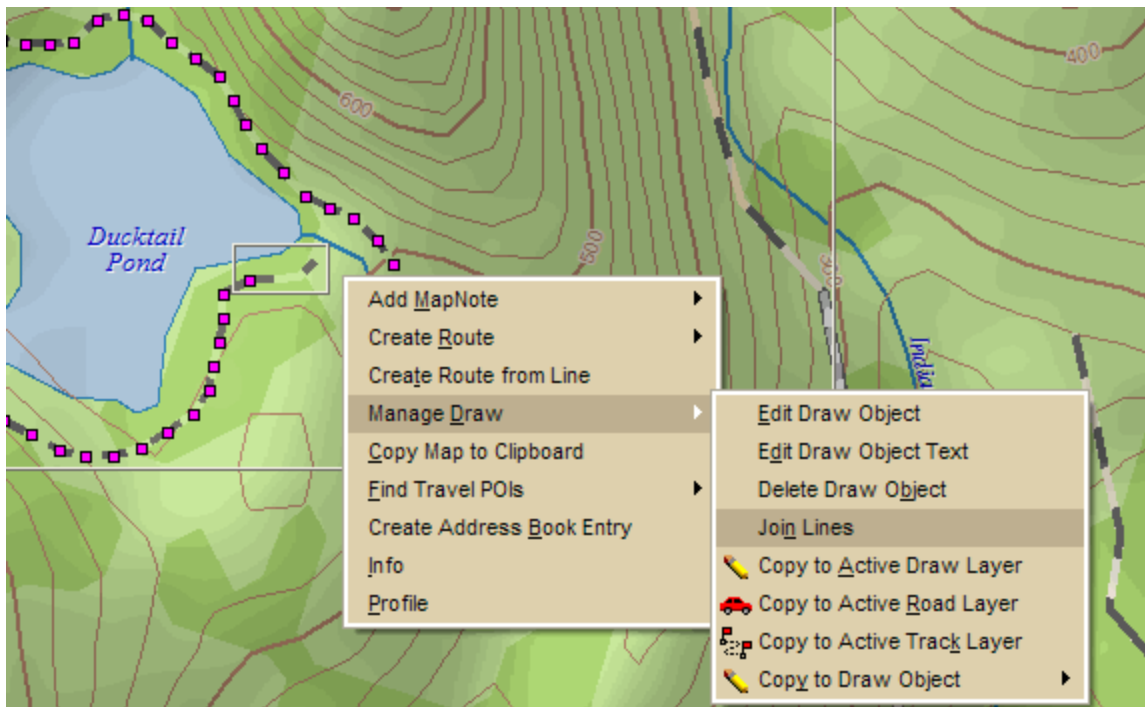 400
600
Ducktail
Pond
500
300
India
Add MapNote
Create Route
Create Route from Line
Manage Draw
Copy Map to Clipboard
Find Travel POIs
Create Address Book Entry
Info
Profile
Edit Draw Object
Edit Draw Object Text
Delete Draw Object
Join Lines
Copy to Active Draw Layer
Copy to Active Road Layer
Copy to Active Track Layer
Copy to Draw Object